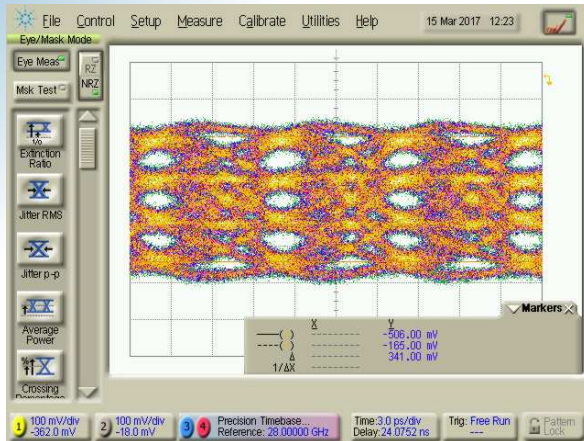 File Control Setup Measure Calibrate Utilities Help 15 Mar 2017 12:23
Eye/Mask Mode
Eye Meas
RZ
NRZ
Msk Test
Extinction
Ratio
Jitter RMS
Jitter p-p
Average
Power
Crossing
Percentage
Markers
X Y
----( ) --------- -506.00 mV
----( ) --------- -165.00 mV
Δ --------- 341.00 mV
1/ΔX ---------
1 100 mV/div
-362.0 mV
2 100 mV/div
-18.0 mV
3 4 Precision Timebase...
Reference: 28.00000 GHz
Time:3.0 ps/div
Delay:24.0752 ns
Trig: Free Run
---
Pattern
Lock